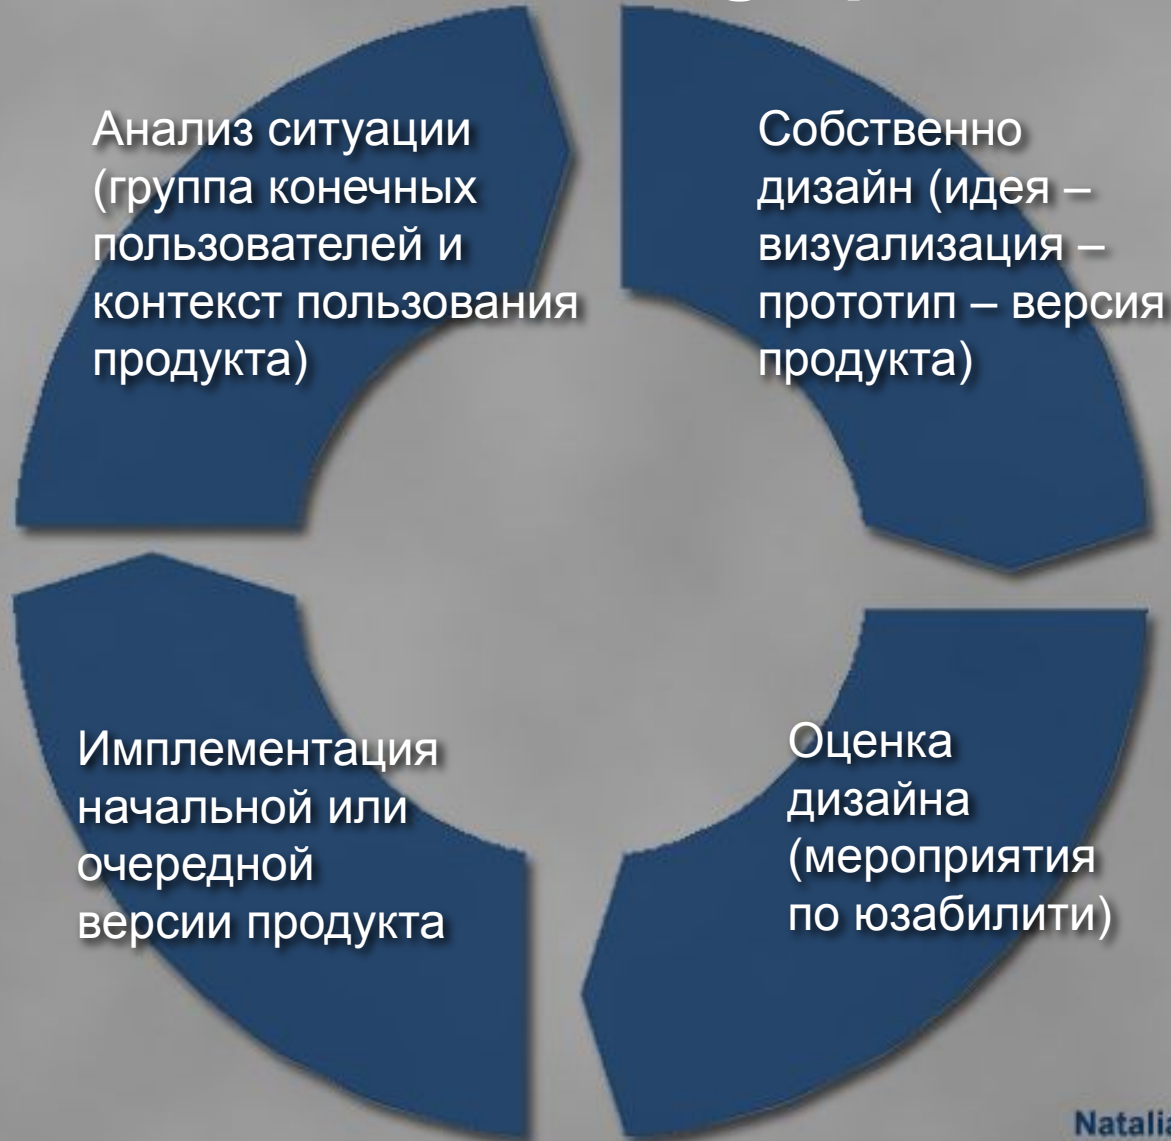 Анализ ситуации
(группа конечных
пользователей и
контекст пользования
продукта)
Собственно
дизайн (идея –
визуализация –
прототип – версия
продукта)
Имплементация
начальной или
очередной
версии продукта
Оценка
дизайна
(мероприятия
по юзабилити)
Natalia